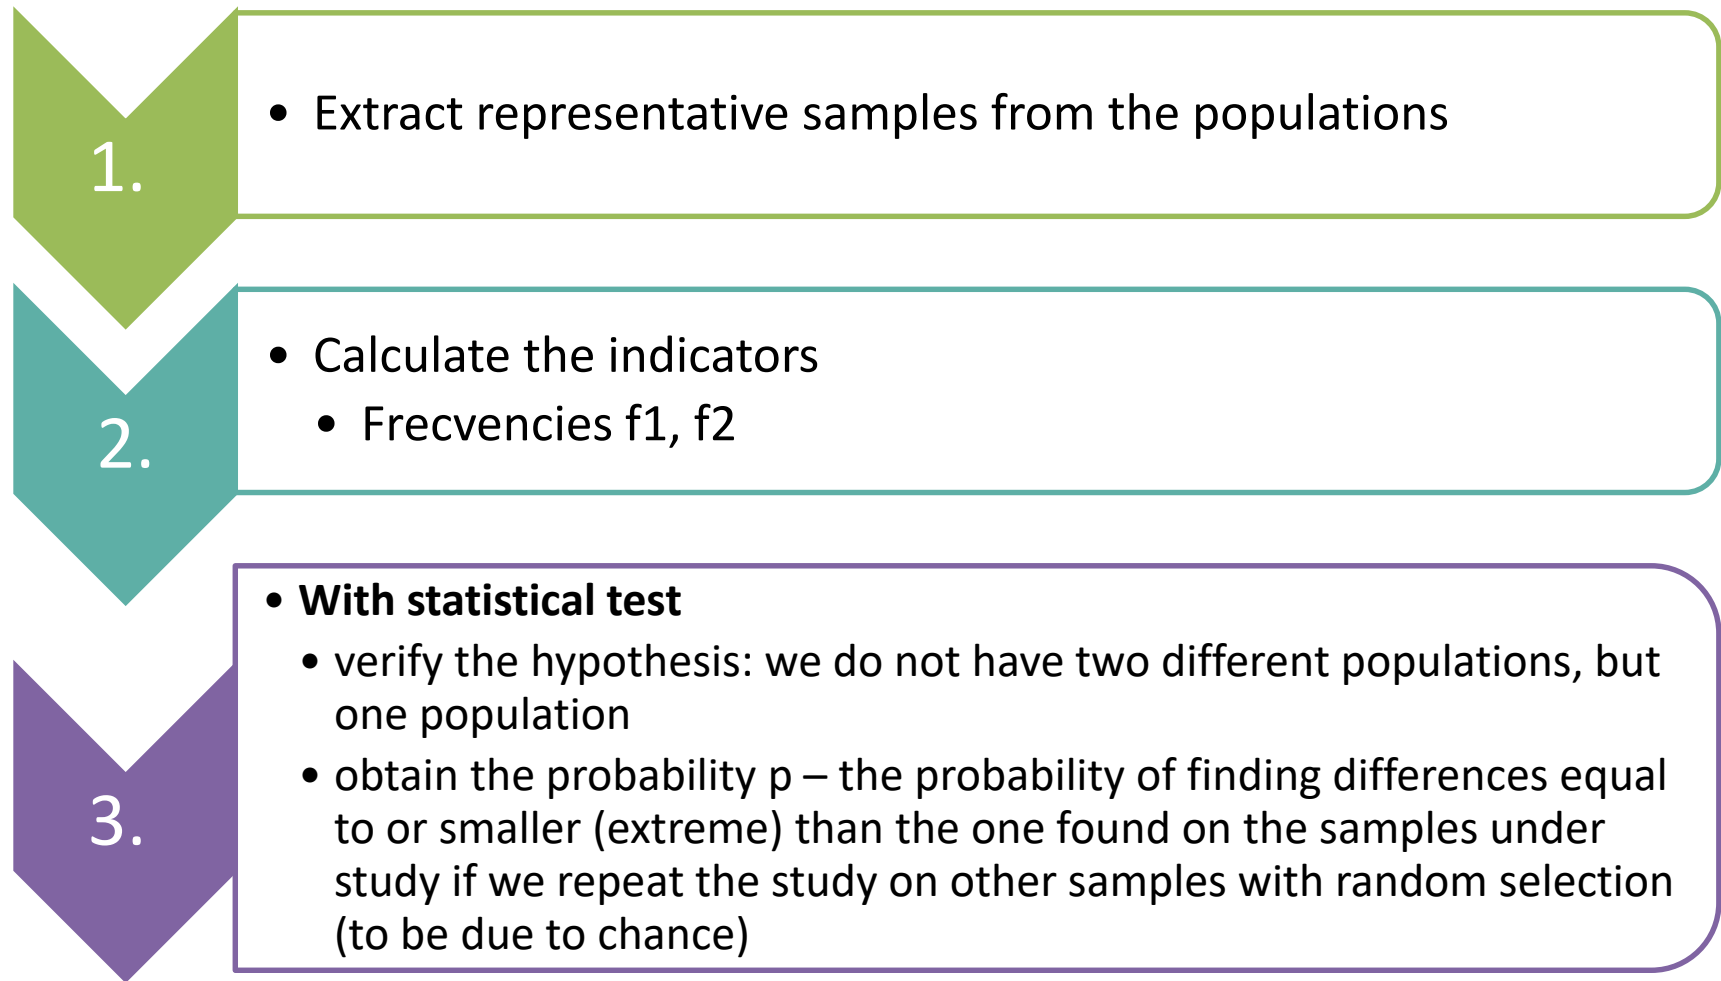 1.
• Extract representative samples from the populations
2.
• Calculate the indicators
• Frecvencies f1, f2
3.
• With statistical test
• verify the hypothesis: we do not have two different populations, but
one population
• obtain the probability p – the probability of finding differences equal
to or smaller (extreme) than the one found on the samples under
study if we repeat the study on other samples with random selection
(to be due to chance)